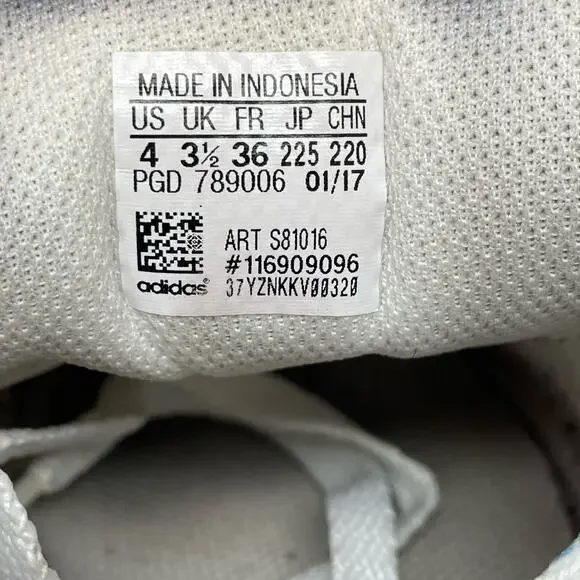 MADE IN INDONESIA
US UK FR JP CHN
4 3½ 36 225 220
PGD 789006 01/17
ART S81016
#116909096
adidas 37YZNKKV00320